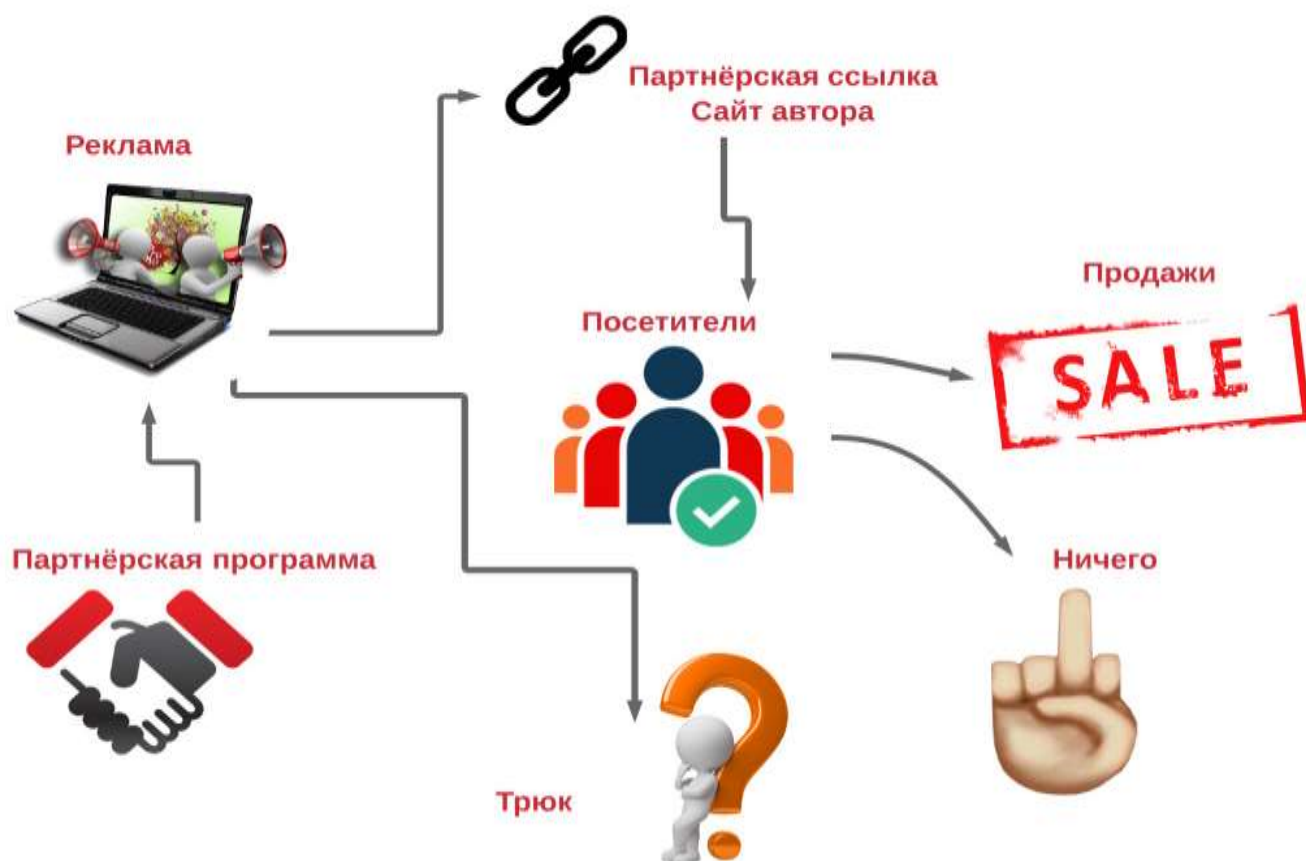 Партнёрская ссылка
Сайт автора
Реклама
Продажи
Посетители
SALE
Партнёрская программа
Ничего
Трюк